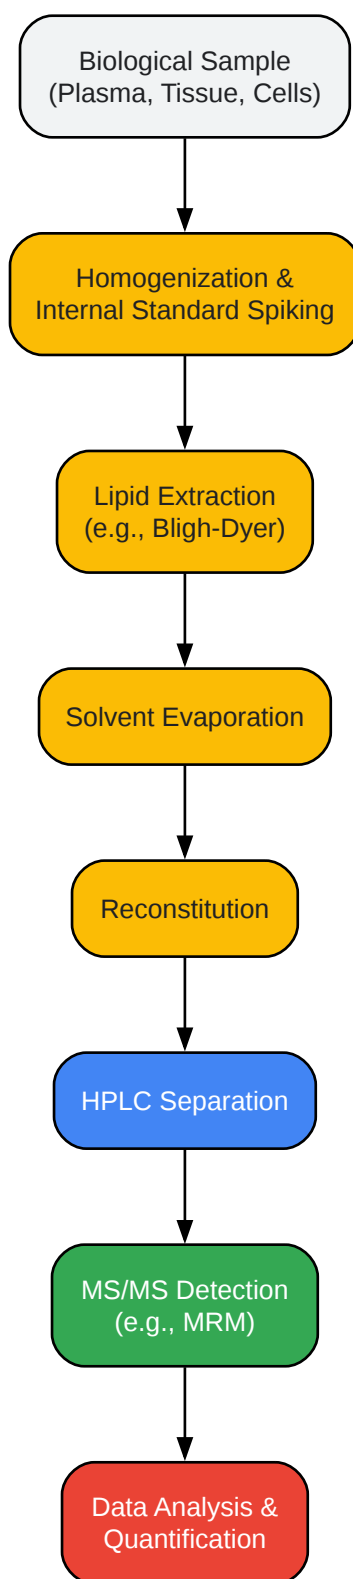 Biological Sample
(Plasma, Tissue, Cells)
Homogenization &
Internal Standard Spiking
Lipid Extraction
(e.g., Bligh-Dyer)
Solvent Evaporation
Reconstitution
HPLC Separation
MS/MS Detection
(e.g., MRM)
Data Analysis &
Quantification